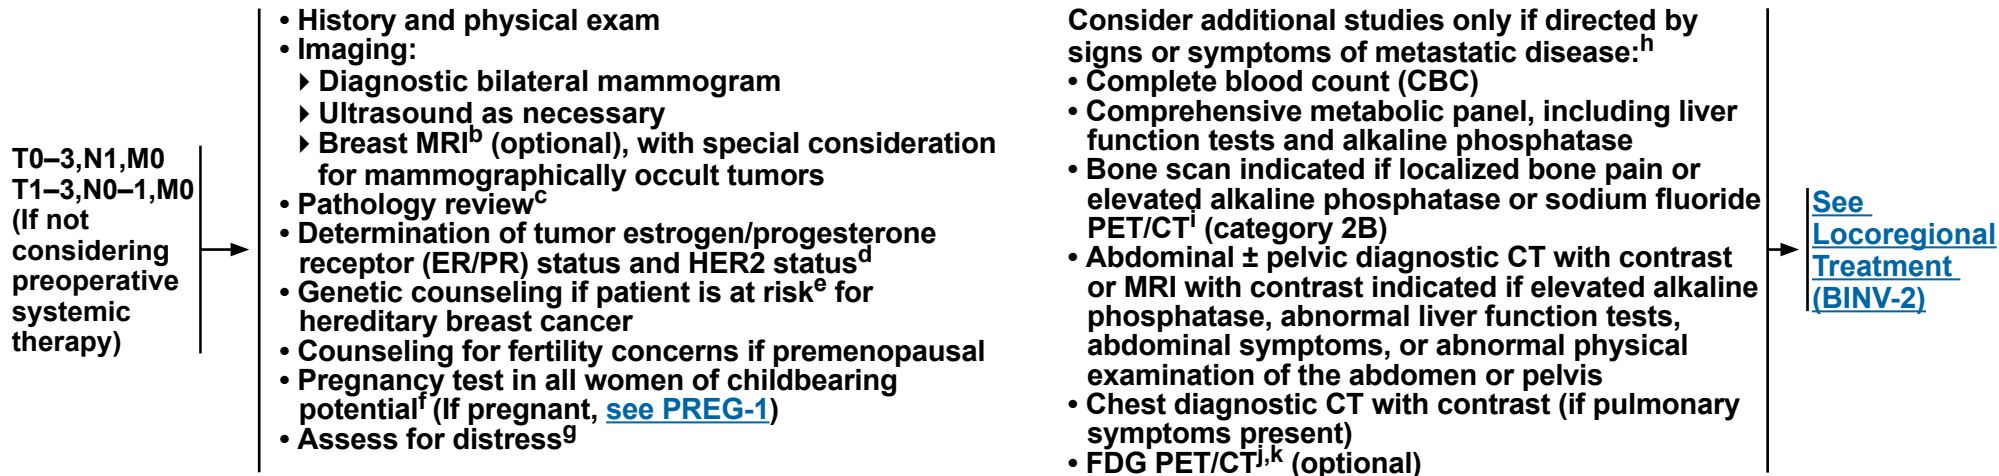 T0–3,N1,M0
T1–3,N0–1,M0
(If not
considering
preoperative
systemic
therapy)
• History and physical exam
• Imaging:
▸ Diagnostic bilateral mammogram
▸ Ultrasound as necessary
▸ Breast MRIb (optional), with special consideration
for mammographically occult tumors
• Pathology reviewc
• Determination of tumor estrogen/progesterone
receptor (ER/PR) status and HER2 statusd
• Genetic counseling if patient is at riske for
hereditary breast cancer
• Counseling for fertility concerns if premenopausal
• Pregnancy test in all women of childbearing
potentialf (If pregnant, see PREG-1)
• Assess for distressg
Consider additional studies only if directed by
signs or symptoms of metastatic disease:h
• Complete blood count (CBC)
• Comprehensive metabolic panel, including liver
function tests and alkaline phosphatase
• Bone scan indicated if localized bone pain or
elevated alkaline phosphatase or sodium fluoride
PET/CTi (category 2B)
• Abdominal ± pelvic diagnostic CT with contrast
or MRI with contrast indicated if elevated alkaline
phosphatase, abnormal liver function tests,
abdominal symptoms, or abnormal physical
examination of the abdomen or pelvis
• Chest diagnostic CT with contrast (if pulmonary
symptoms present)
• FDG PET/CTj,k (optional)
See
Locoregional
Treatment
(BINV-2)